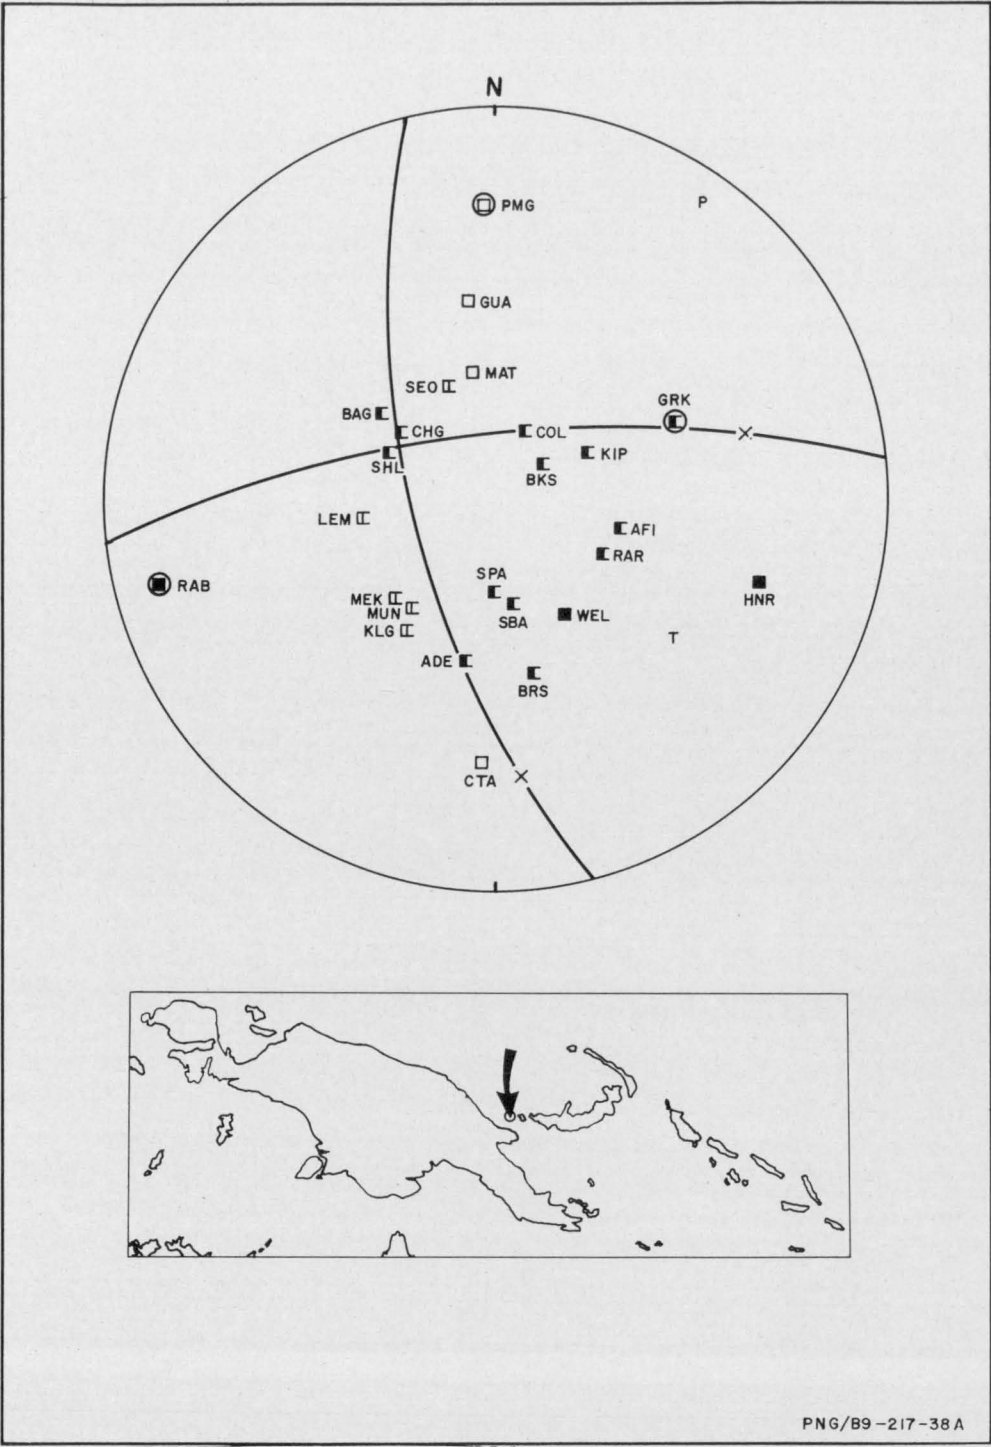 N
PMG
P
GUA
MAT
SEO
BAG
GRK
CHG
COL
KIP
SHL
BKS
LEM
AFI
RAR
RAB
SPA
HNR
MEK
MUN
SBA
WEL
KLG
T
ADE
BRS
CTA
PNG/B9-217-38A